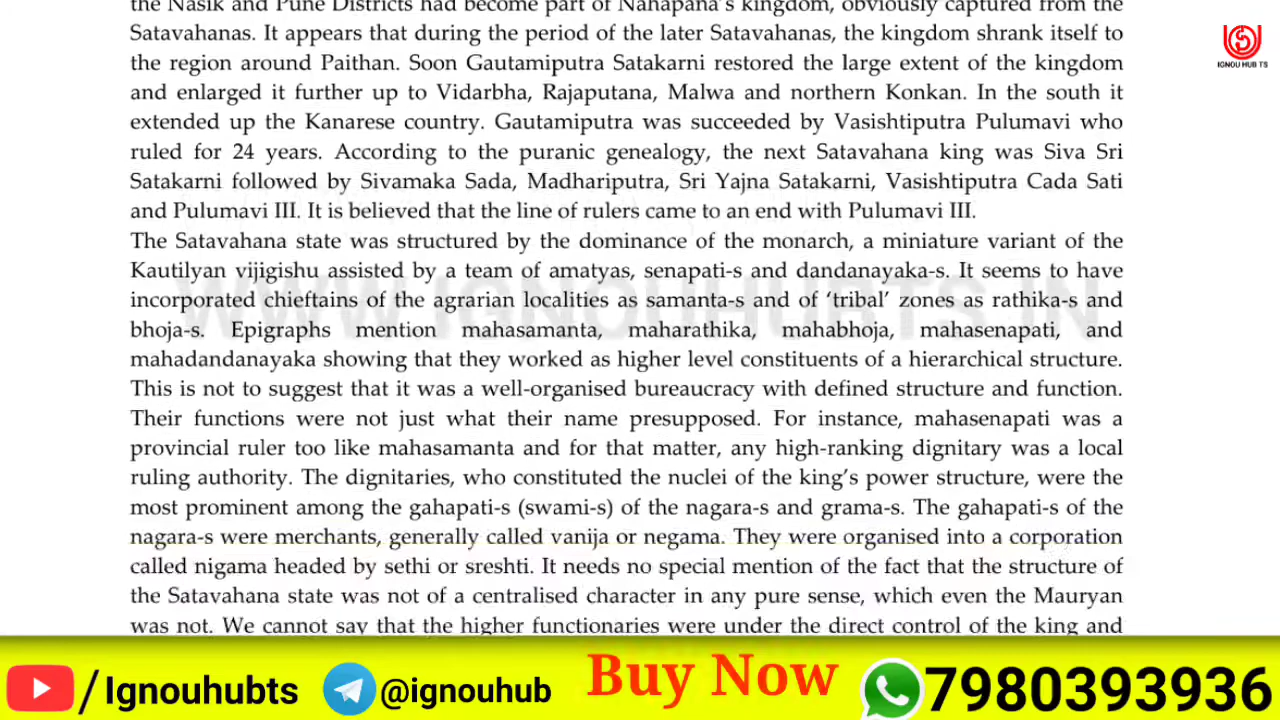 the Nasik and Pune Districts had become part of Nahapana's kingdom, obviously captured from the
Satavahanas. It appears that during the period of the later Satavahanas, the kingdom shrank itself to
the region around Paithan. Soon Gautamiputra Satakarni restored the large extent of the kingdom
and enlarged it further up to Vidarbha, Rajaputana, Malwa and northern Konkan. In the south it
extended up the Kanarese country. Gautamiputra was succeeded by Vasishtiputra Pulumavi who
ruled for 24 years. According to the puranic genealogy, the next Satavahana king was Siva Sri
Satakarni followed by Sivamaka Sada, Madhariputra, Sri Yajna Satakarni, Vasishtiputra Cada Sati
and Pulumavi III. It is believed that the line of rulers came to an end with Pulumavi III.
The Satavahana state was structured by the dominance of the monarch, a miniature variant of the
Kautilyan vijigishu assisted by a team of amatyas, senapati-s and dandanayaka-s. It seems to have
incorporated chieftains of the agrarian localities as samanta-s and of 'tribal' zones as rathika-s and
bhoja-s. Epigraphs mention mahasamanta, maharathika, mahabhoja, mahasenapati, and
mahadandanayaka showing that they worked as higher level constituents of a hierarchical structure.
This is not to suggest that it was a well-organised bureaucracy with defined structure and function.
Their functions were not just what their name presupposed. For instance, mahasenapati was a
provincial ruler too like mahasamanta and for that matter, any high-ranking dignitary was a local
ruling authority. The dignitaries, who constituted the nuclei of the king's power structure, were the
most prominent among the gahapati-s (swami-s) of the nagara-s and grama-s. The gahapati-s of the
nagara-s were merchants, generally called vanija or negama. They were organised into a corporation
called nigama headed by sethi or sreshti. It needs no special mention of the fact that the structure of
the Satavahana state was not of a centralised character in any pure sense, which even the Mauryan
was not. We cannot say that the higher functionaries were under the direct control of the king and
WWW.IGNOUHUBTS.IN
IGNOU HUB TS
/Ignouhubts
@ignouhub
Buy Now
7980393936